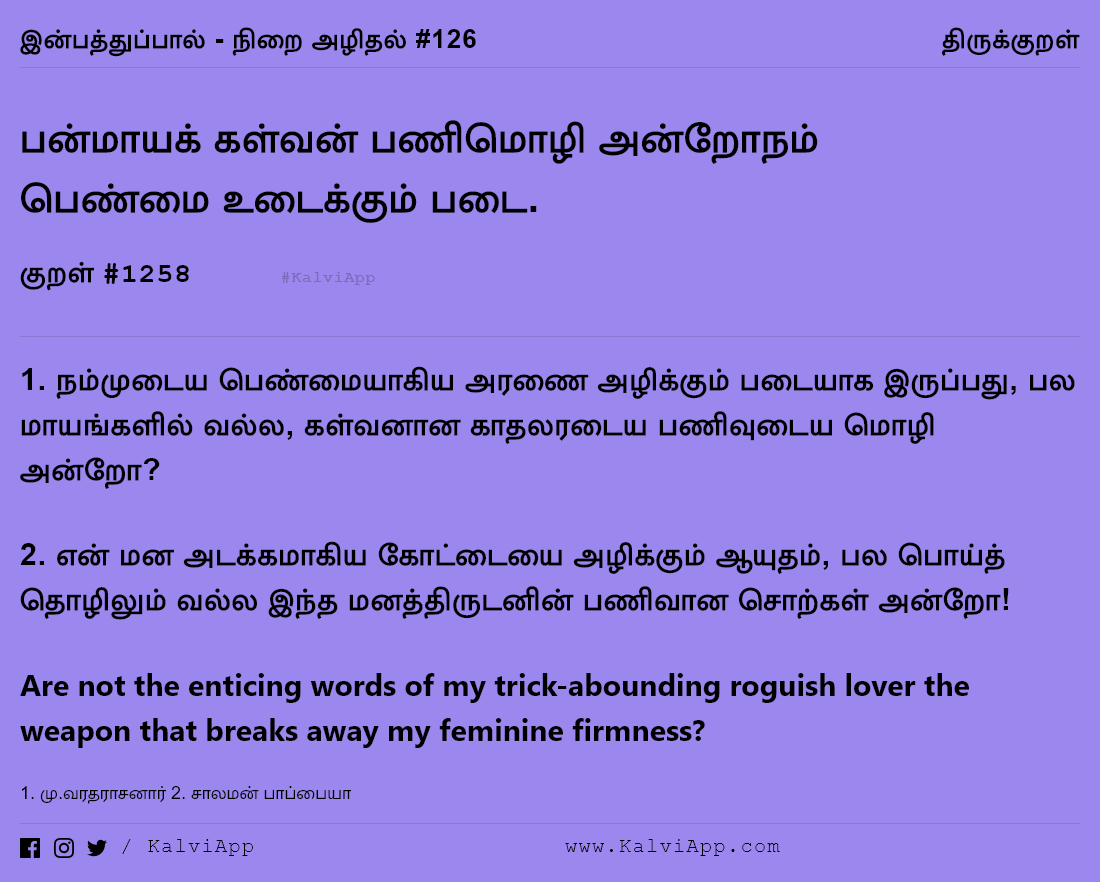 இன்பத்துப்பால் - நிறை அழிதல் #126 திருக்குறள்
பன்மாயக் கள்வன் பணிமொழி அன்றோநம்
பெண்மை உடைக்கும் படை.
குறள் #1258 #KalviApp
1. நம்முடைய பெண்மையாகிய அரணை அழிக்கும் படையாக இருப்பது, பல
மாயங்களில் வல்ல, கள்வனான காதலரடைய பணிவுடைய மொழி
அன்றோ?
2. என் மன அடக்கமாகிய கோட்டையை அழிக்கும் ஆயுதம், பல பொய்த்
தொழிலும் வல்ல இந்த மனத்திருடனின் பணிவான சொற்கள் அன்றோ!
Are not the enticing words of my trick-abounding roguish lover the
weapon that breaks away my feminine firmness?
1. மு.வரதராசனார் 2. சாலமன் பாப்பையா
/ KalviApp www.KalviApp.com